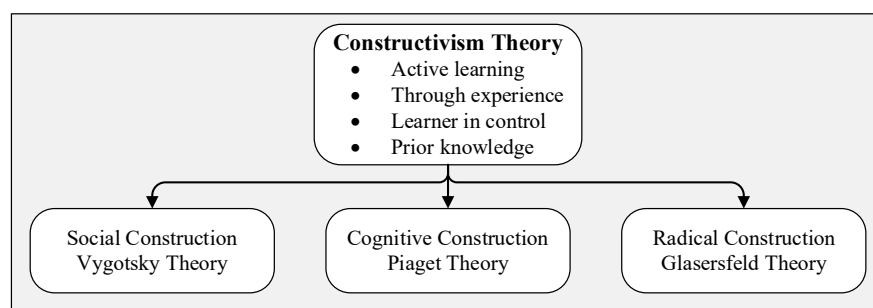 Constructivism Theory
• Active learning
• Through experience
• Learner in control
• Prior knowledge
Social Construction
Vygotsky Theory
Cognitive Construction
Piaget Theory
Radical Construction
Glasersfeld Theory